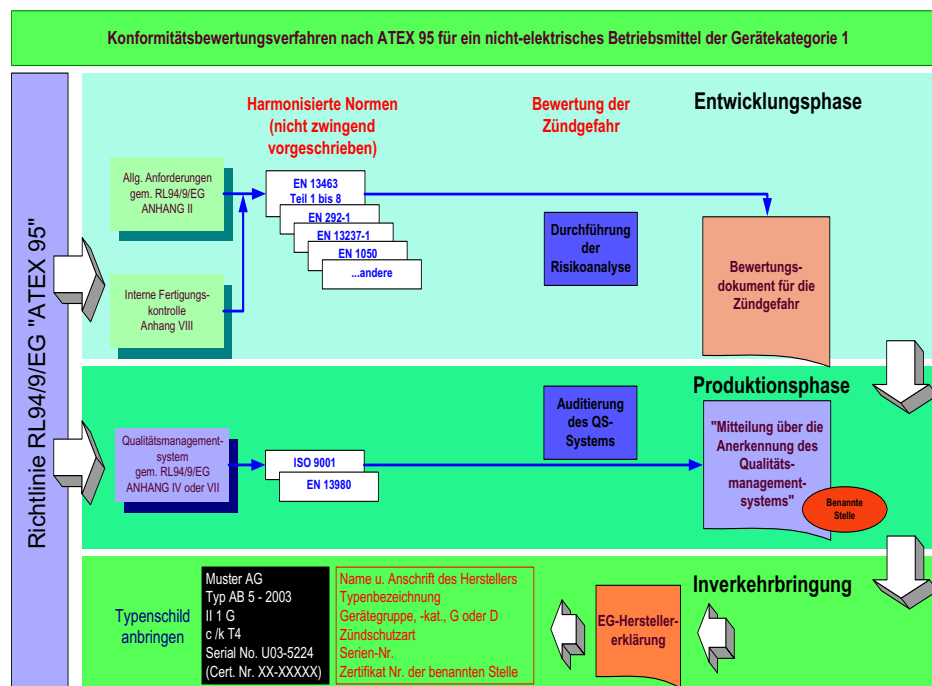 Konformitätsbewertungsverfahren nach ATEX 95 für ein nicht-elektrisches Betriebsmittel der Gerätekategorie 1
Richtlinie RL94/9/EG "ATEX 95"
Harmonisierte Normen
(nicht zwingend
vorgeschrieben)
Bewertung der
Zündgefahr
Entwicklungsphase
Allg. Anforderungen
gem. RL94/9/EG
ANHANG II
Interne Fertigungs-
kontrolle
Anhang VIII
EN 13463
Teil 1 bis 8
EN 292-1
EN 13237-1
EN 1050
...andere
Durchführung
der
Risikoanalyse
Bewertungs-
dokument für die
Zündgefahr
Produktionsphase
Qualitätsmanagement-
system
gem. RL94/9/EG
ANHANG IV oder VII
ISO 9001
EN 13980
Auditierung
des QS-
Systems
"Mitteilung über die
Anerkennung des
Qualitäts-
management-
systems"
Benannte
Stelle
Inverkehrbringung
Typenschild
anbringen
Muster AG
Typ AB 5 - 2003
II 1 G
c /k T4
Serial No. U03-5224
(Cert. Nr. XX-XXXXX)
Name u. Anschrift des Herstellers
Typenbezeichnung
Gerätegruppe, -kat., G oder D
Zündschutzart
Serien-Nr.
Zertifikat Nr. der benannten Stelle
EG-Hersteller-
erklärung